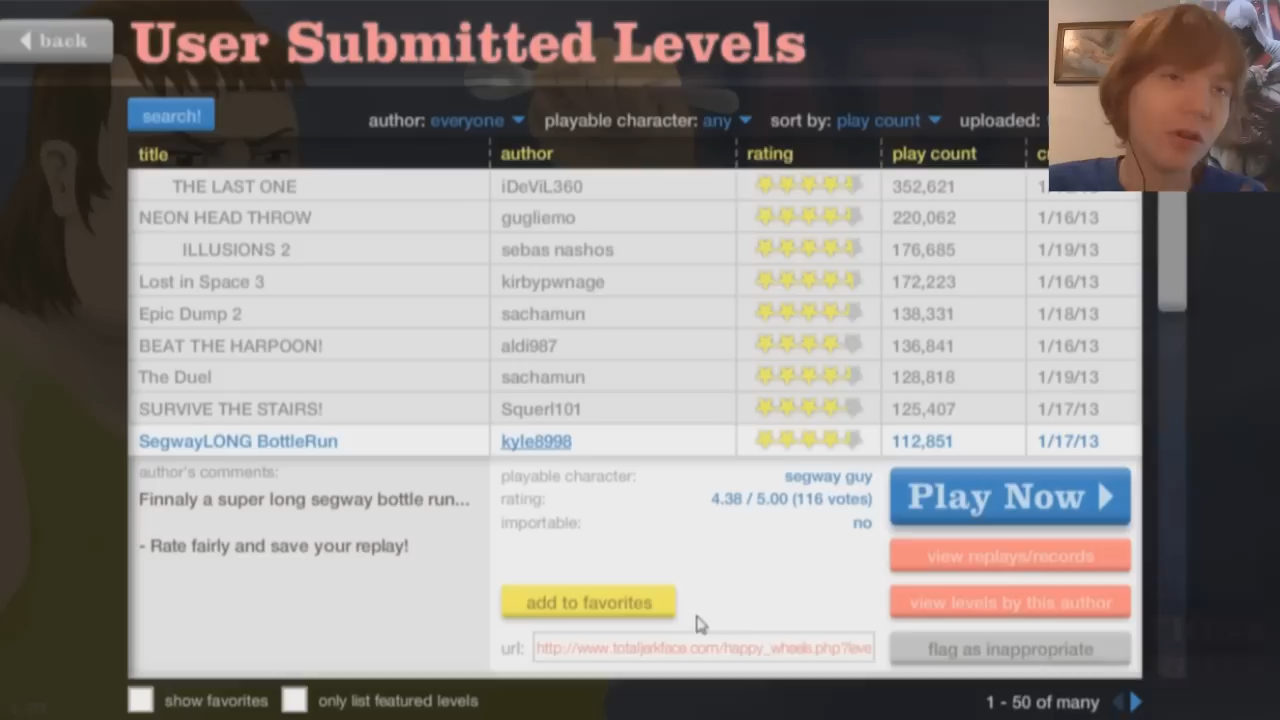 back
User Submitted Levels
search!
author: everyone playable character: any sort by: play count uploaded:
title author rating play count
THE LAST ONE iDeViL360 352,621
NEON HEAD THROW gugliemo 220,062 1/16/13
ILLUSIONS 2 sebas nashos 176,685 1/19/13
Lost in Space 3 kirbypwnage 172,223 1/16/13
Epic Dump 2 sachamun 138,331 1/18/13
BEAT THE HARPOON! aldi987 136,841 1/16/13
The Duel sachamun 128,818 1/19/13
SURVIVE THE STAIRS! Squerl101 125,407 1/17/13
SegwayLONG BottleRun kyle8998 112,851 1/17/13
author's comments:
Finnaly a super long segway bottle run...
- Rate fairly and save your replay!
playable character: segway guy
rating: 4.38 / 5.00 (116 votes)
importable: no
add to favorites
url: http://www.totaljerkface.com/happy_wheels.php?leve
Play Now
view replays/records
view levels by this author
flag as inappropriate
show favorites only list featured levels 1 - 50 of many